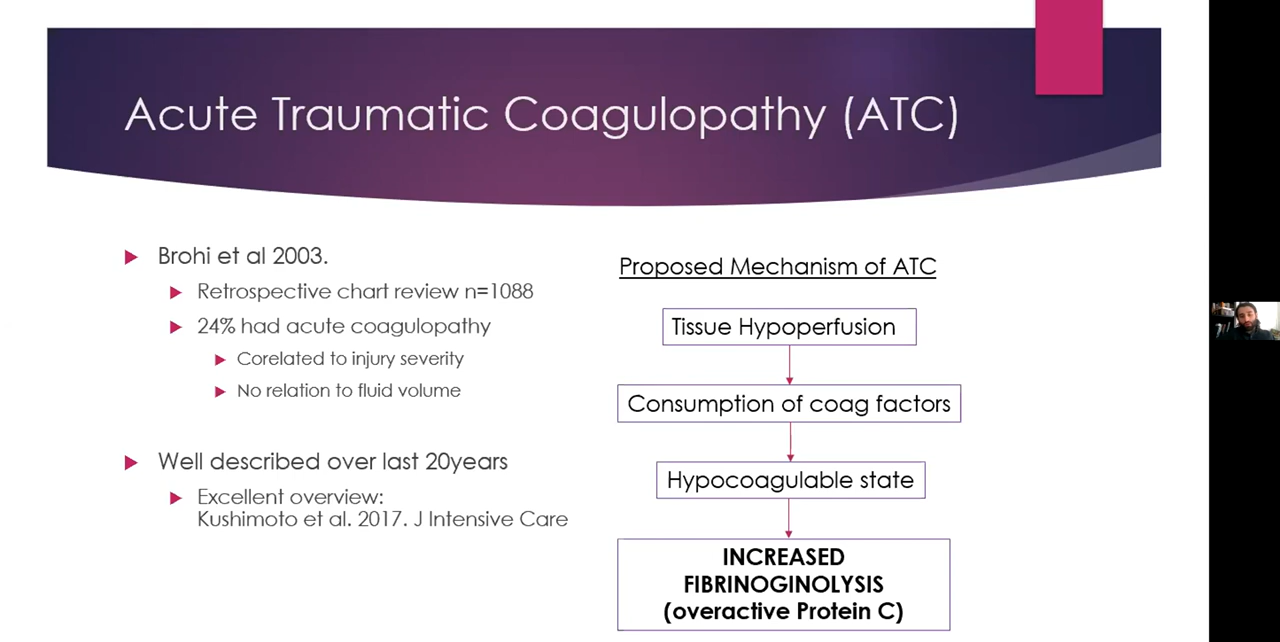 Acute Traumatic Coagulopathy (ATC)
Brohi et al 2003.
Retrospective chart review n=1088
24% had acute coagulopathy
Corelated to injury severity
No relation to fluid volume
Well described over last 20years
Excellent overview:
Kushimoto et al. 2017. J Intensive Care
Proposed Mechanism of ATC
Tissue Hypoperfusion
Consumption of coag factors
Hypocoagulable state
INCREASED
FIBRINOGINOLYSIS
(overactive Protein C)